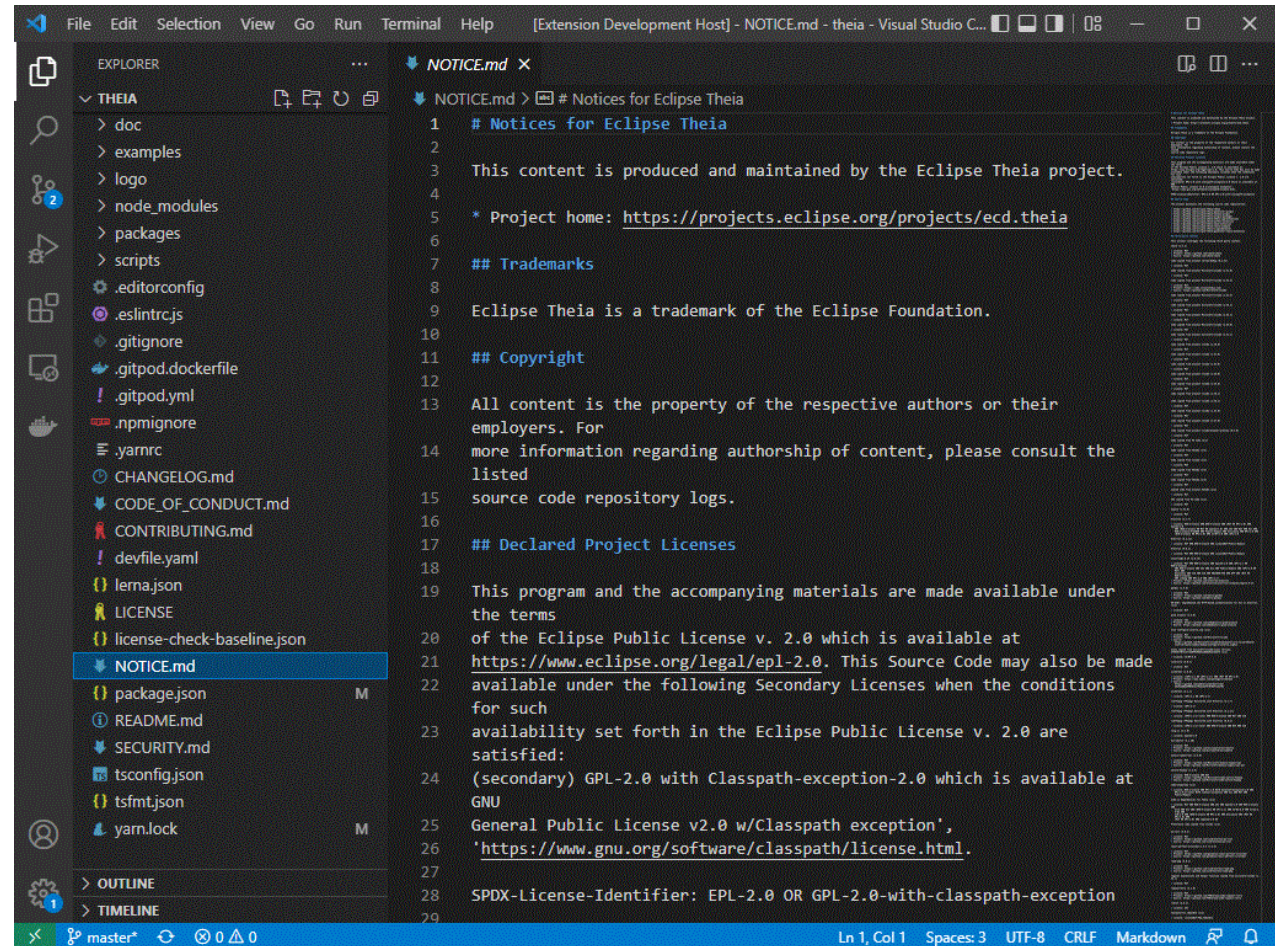 File Edit Selection View Go Run Terminal Help [Extension Development Host] - NOTICE.md - theia - Visual Studio C...
EXPLORER
THEIA
doc
examples
logo
node_modules
packages
scripts
.editorconfig
.eslintrc.js
.gitignore
.gitpod.dockerfile
.gitpod.yml
.npmignore
.yarnrc
CHANGELOG.md
CODE_OF_CONDUCT.md
CONTRIBUTING.md
devfile.yaml
lerna.json
LICENSE
license-check-baseline.json
NOTICE.md
package.json M
README.md
SECURITY.md
tsconfig.json
tsfmt.json
yarn.lock M
OUTLINE
TIMELINE
2
1
NOTICE.md
NOTICE.md > # Notices for Eclipse Theia
1 # Notices for Eclipse Theia
2
3 This content is produced and maintained by the Eclipse Theia project.
4
5 * Project home: https://projects.eclipse.org/projects/ecd.theia
6
7 ## Trademarks
8
9 Eclipse Theia is a trademark of the Eclipse Foundation.
10
11 ## Copyright
12
13 All content is the property of the respective authors or their
employers. For
14 more information regarding authorship of content, please consult the
listed
15 source code repository logs.
16
17 ## Declared Project Licenses
18
19 This program and the accompanying materials are made available under
the terms
20 of the Eclipse Public License v. 2.0 which is available at
21 https://www.eclipse.org/legal/epl-2.0. This Source Code may also be made
22 available under the following Secondary Licenses when the conditions
for such
23 availability set forth in the Eclipse Public License v. 2.0 are
satisfied:
24 (secondary) GPL-2.0 with Classpath-exception-2.0 which is available at
GNU
25 General Public License v2.0 w/Classpath exception',
26 'https://www.gnu.org/software/classpath/license.html.
27
28 SPDX-License-Identifier: EPL-2.0 OR GPL-2.0-with-classpath-exception
29
master* 0 0 Ln 1, Col 1 Spaces: 3 UTF-8 CRLF Markdown